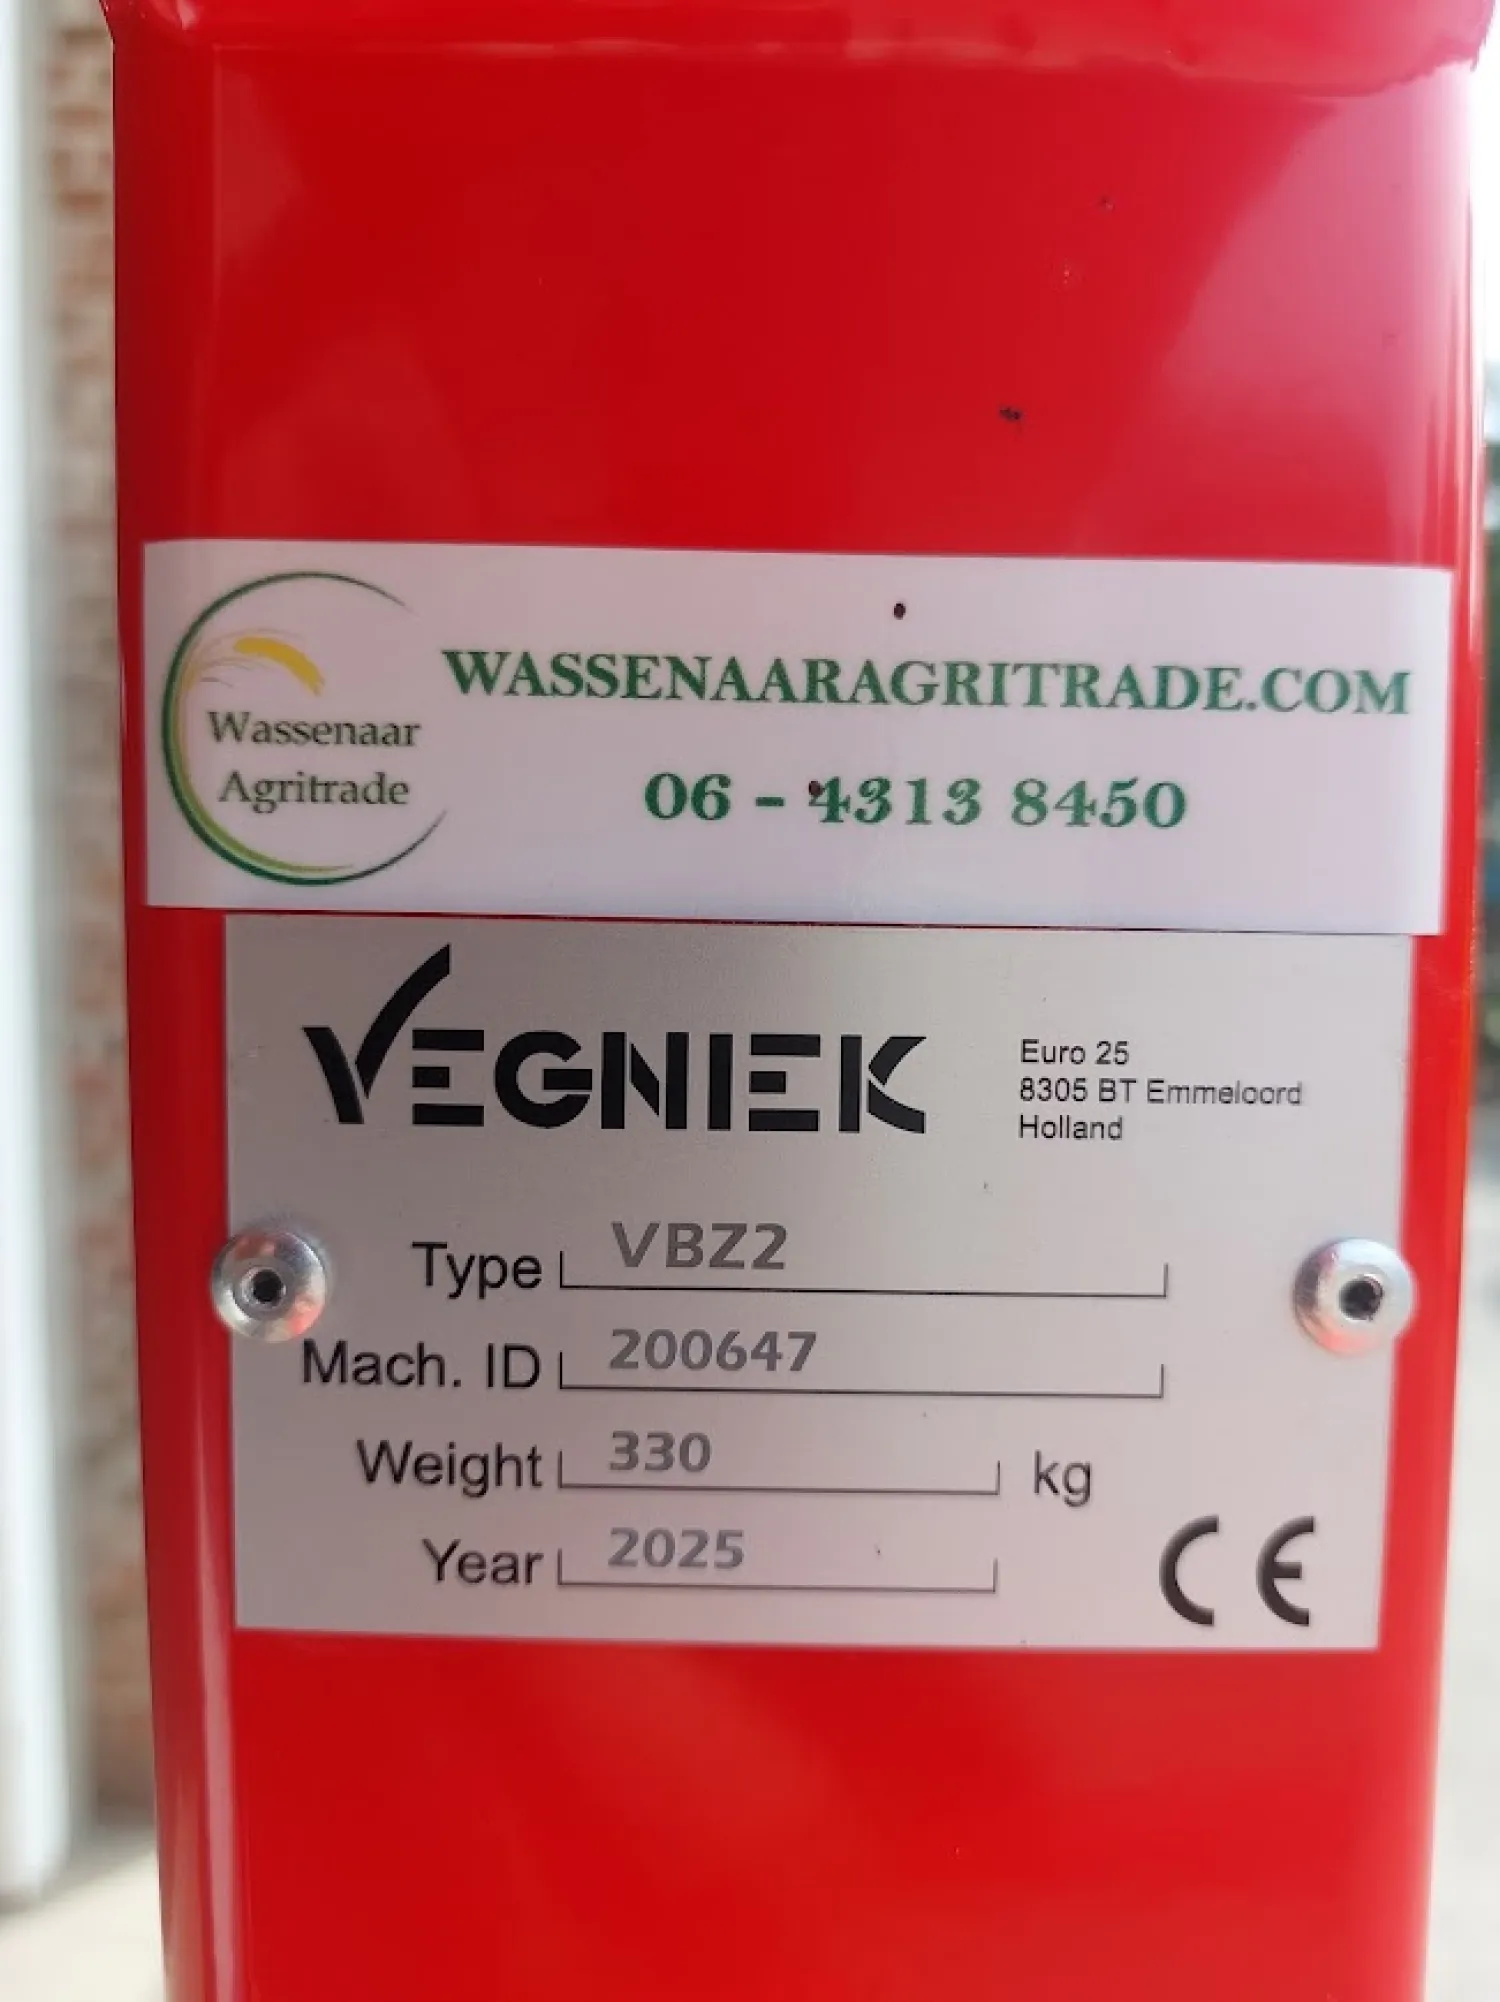 Wassenaar
Agritrade
WASSENAARAGRITRADE.COM
06 - 4313 8450
VEGNIEK
Euro 25
8305 BT Emmeloord
Holland
Type VBZ2
Mach. ID 200647
Weight 330 kg
Year 2025
CE